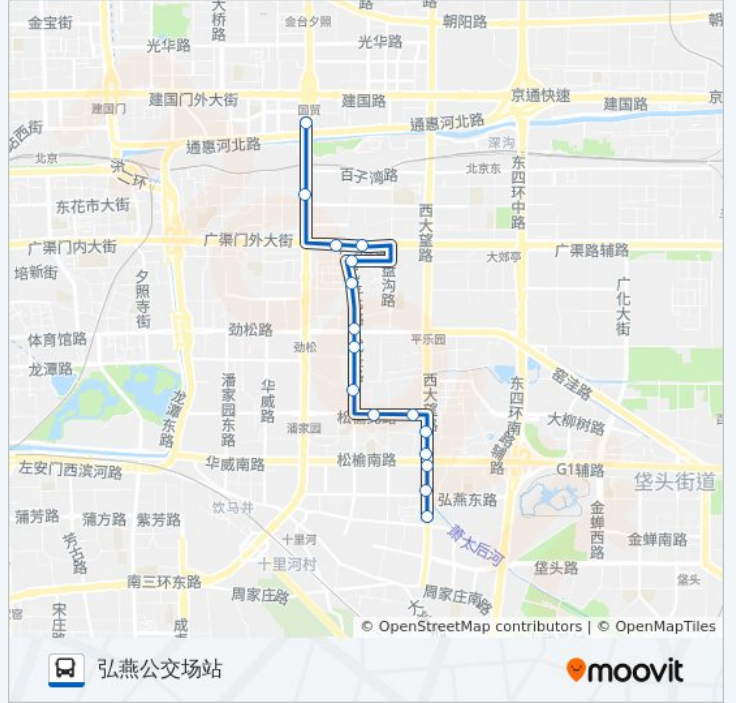 金宝街
大桥路
金台夕照
路
朝阳路
朝
光华路
光华路
建国门
建国门外大街
国贸
建国路
京通快速
建国路
京
站西街
通惠河北路
通惠河北路
深沟
北京
东二环
百子湾路
北京东
东四环中路
东花市大街
西大望路
广渠门内大街
广渠门外大街
大郊亭
广渠路辅路
培新街
夕照寺街
盘沟路
广化大街
体育馆路
劲松路
劲松
平乐园
龙潭路
龙潭东路
潘家园东路
华威路
西大望路
东四环南路辅路
窑洼路
潘家园
大柳树路
左安门西滨河路
华威南路
松榆南路
G1辅路
垡头街道
蒲芳路
蒲方路
紫芳路
饮马井
弘燕东路
金蝉西路
芳古路
十里河
萧太后河
金蝉南路
十里河村
垡头路
南三环东路
周家庄路
周家庄南路
垡头
宋庄路
成
© OpenStreetMap contributors | © OpenMapTiles
弘燕公交场站
moovit